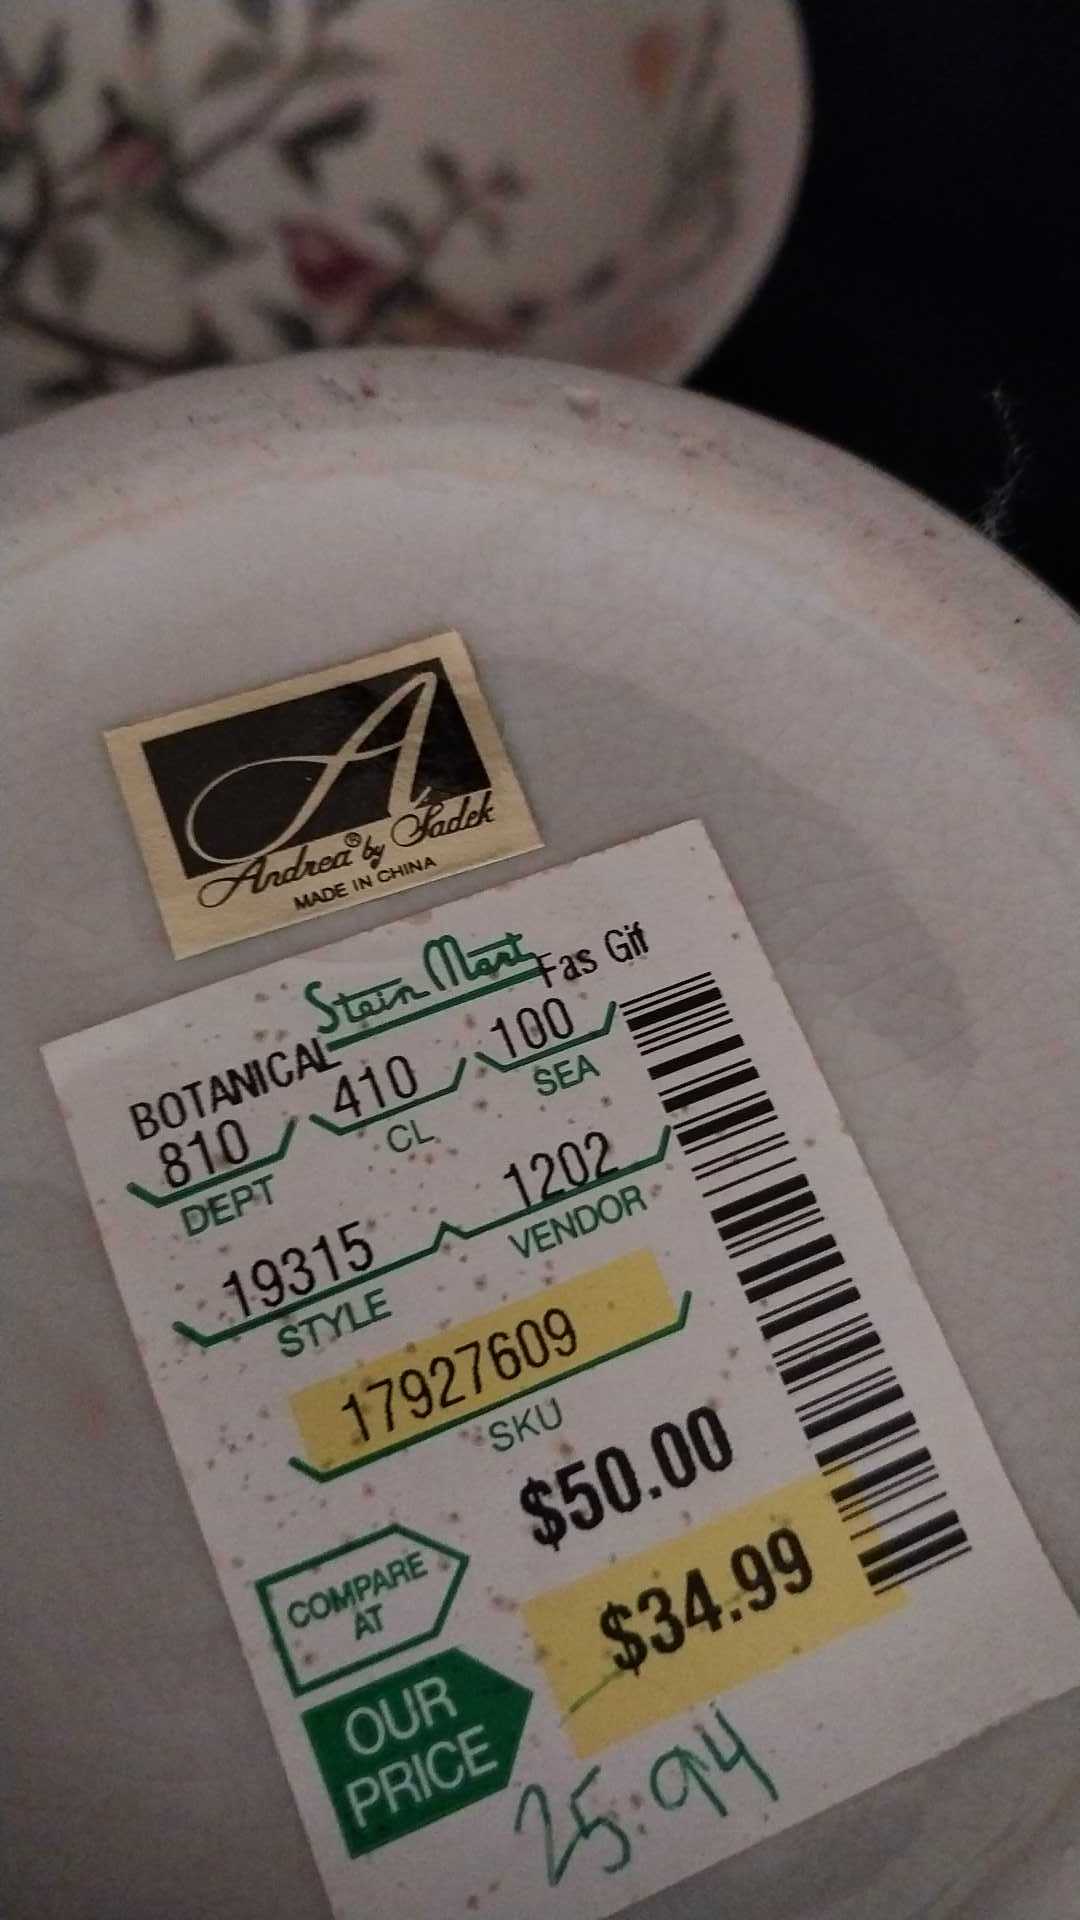 A
Andrea® by Sadek
MADE IN CHINA
Stein Mart
Fas Gif
BOTANICAL
810 410 100
DEPT CL SEA
19315 1202
STYLE VENDOR
17927609
SKU
$50.00
COMPARE
AT
$34.99
OUR
PRICE
25.94